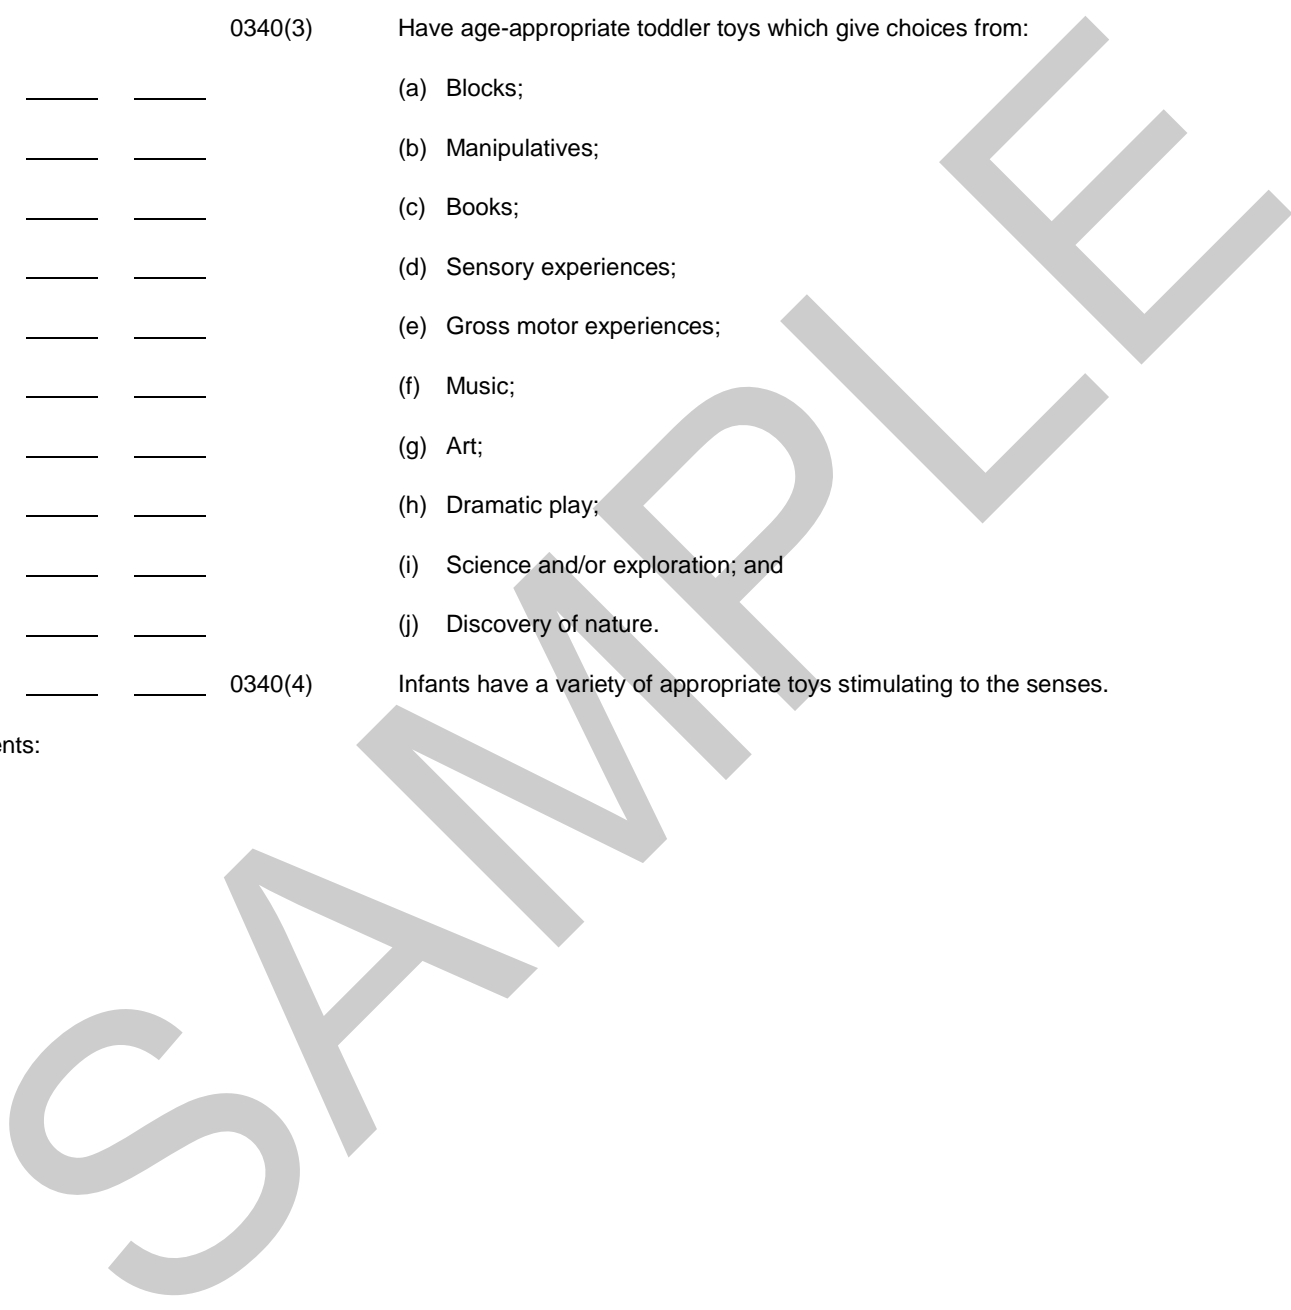 0340(3) Have age-appropriate toddler toys which give choices from:
(a) Blocks;
(b) Manipulatives;
(c) Books;
(d) Sensory experiences;
(e) Gross motor experiences;
(f) Music;
(g) Art;
(h) Dramatic play;
(i) Science and/or exploration; and
(j) Discovery of nature.
0340(4) Infants have a variety of appropriate toys stimulating to the senses.
ents:
SAMPLE